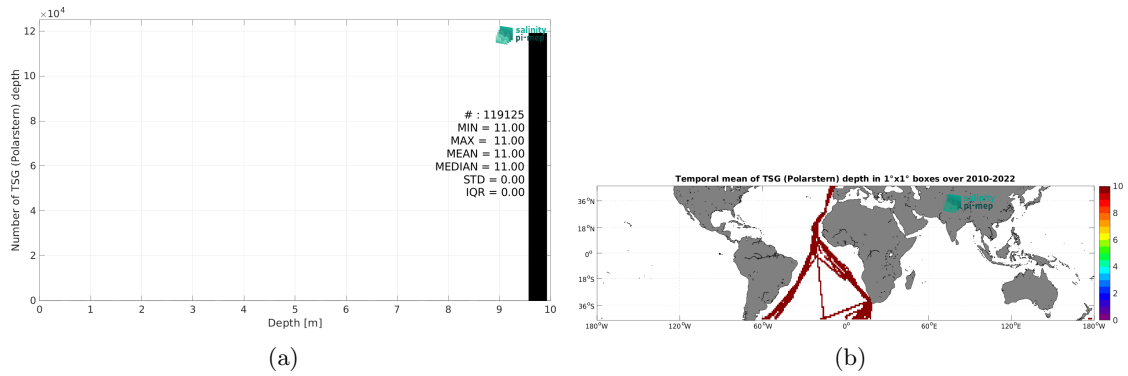 ×10⁴
12
10
8
6
4
2
0
Number of TSG (Polarstern) depth
salinity
pi-mep
# : 119125
MIN = 11.00
MAX = 11.00
MEAN = 11.00
MEDIAN = 11.00
STD = 0.00
IQR = 0.00
0 1 2 3 4 5 6 7 8 9 10
Depth [m]
(a)
Temporal mean of TSG (Polarstern) depth in 1°x1° boxes over 2010-2022
salinity
pi-mep
36°N
18°N
0°
18°S
36°S
180°W 120°W 60°W 0° 60°E 120°E 180°W
10
8
6
4
2
0
(b)